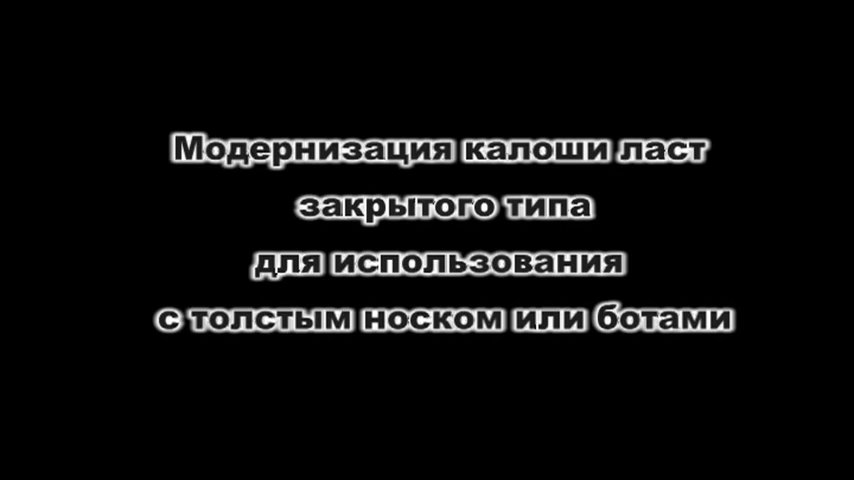 Модернизация калоши ласт
закрытого типа
для использования
с толстым носком или ботами